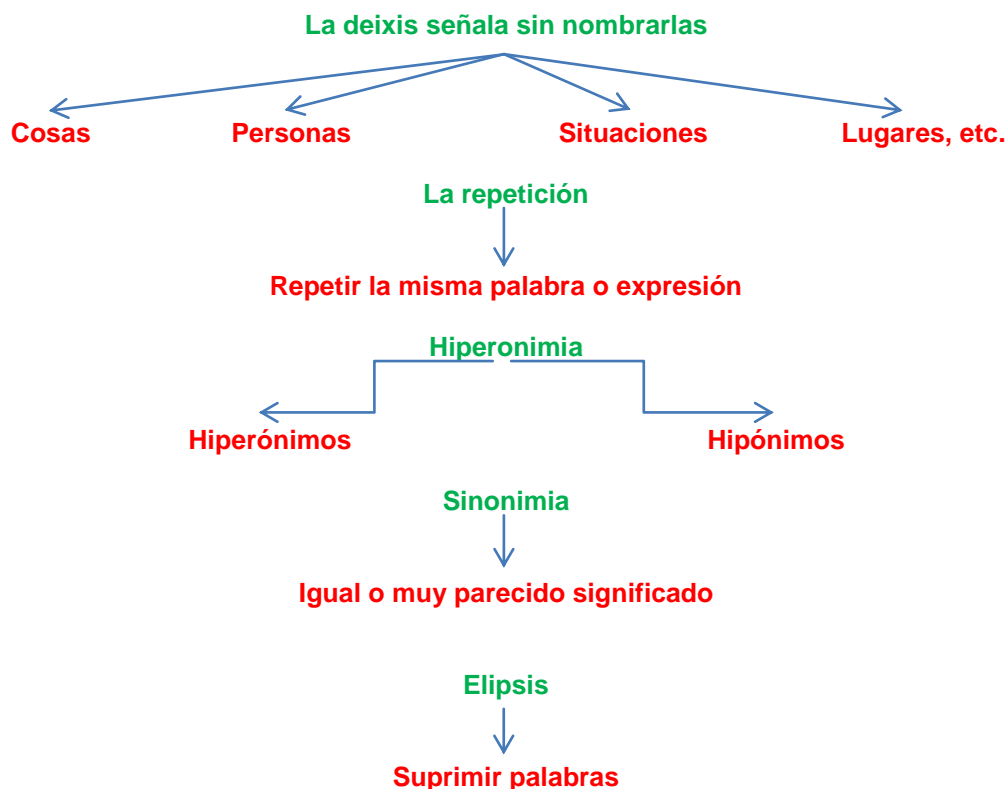 La deixis señala sin nombrarlas
Cosas Personas Situaciones Lugares, etc.
La repetición
Repetir la misma palabra o expresión
Hiperonimia
Hiperónimos Hipónimos
Sinonimia
Igual o muy parecido significado
Elipsis
Suprimir palabras